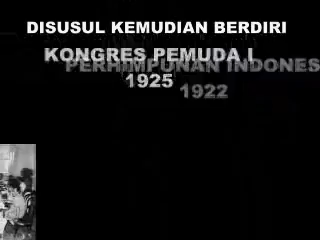 DISUSUL KEMUDIAN BERDIRI
KONGRES PEMUDA I
PERHIMPUNAN INDONES
1925
1922